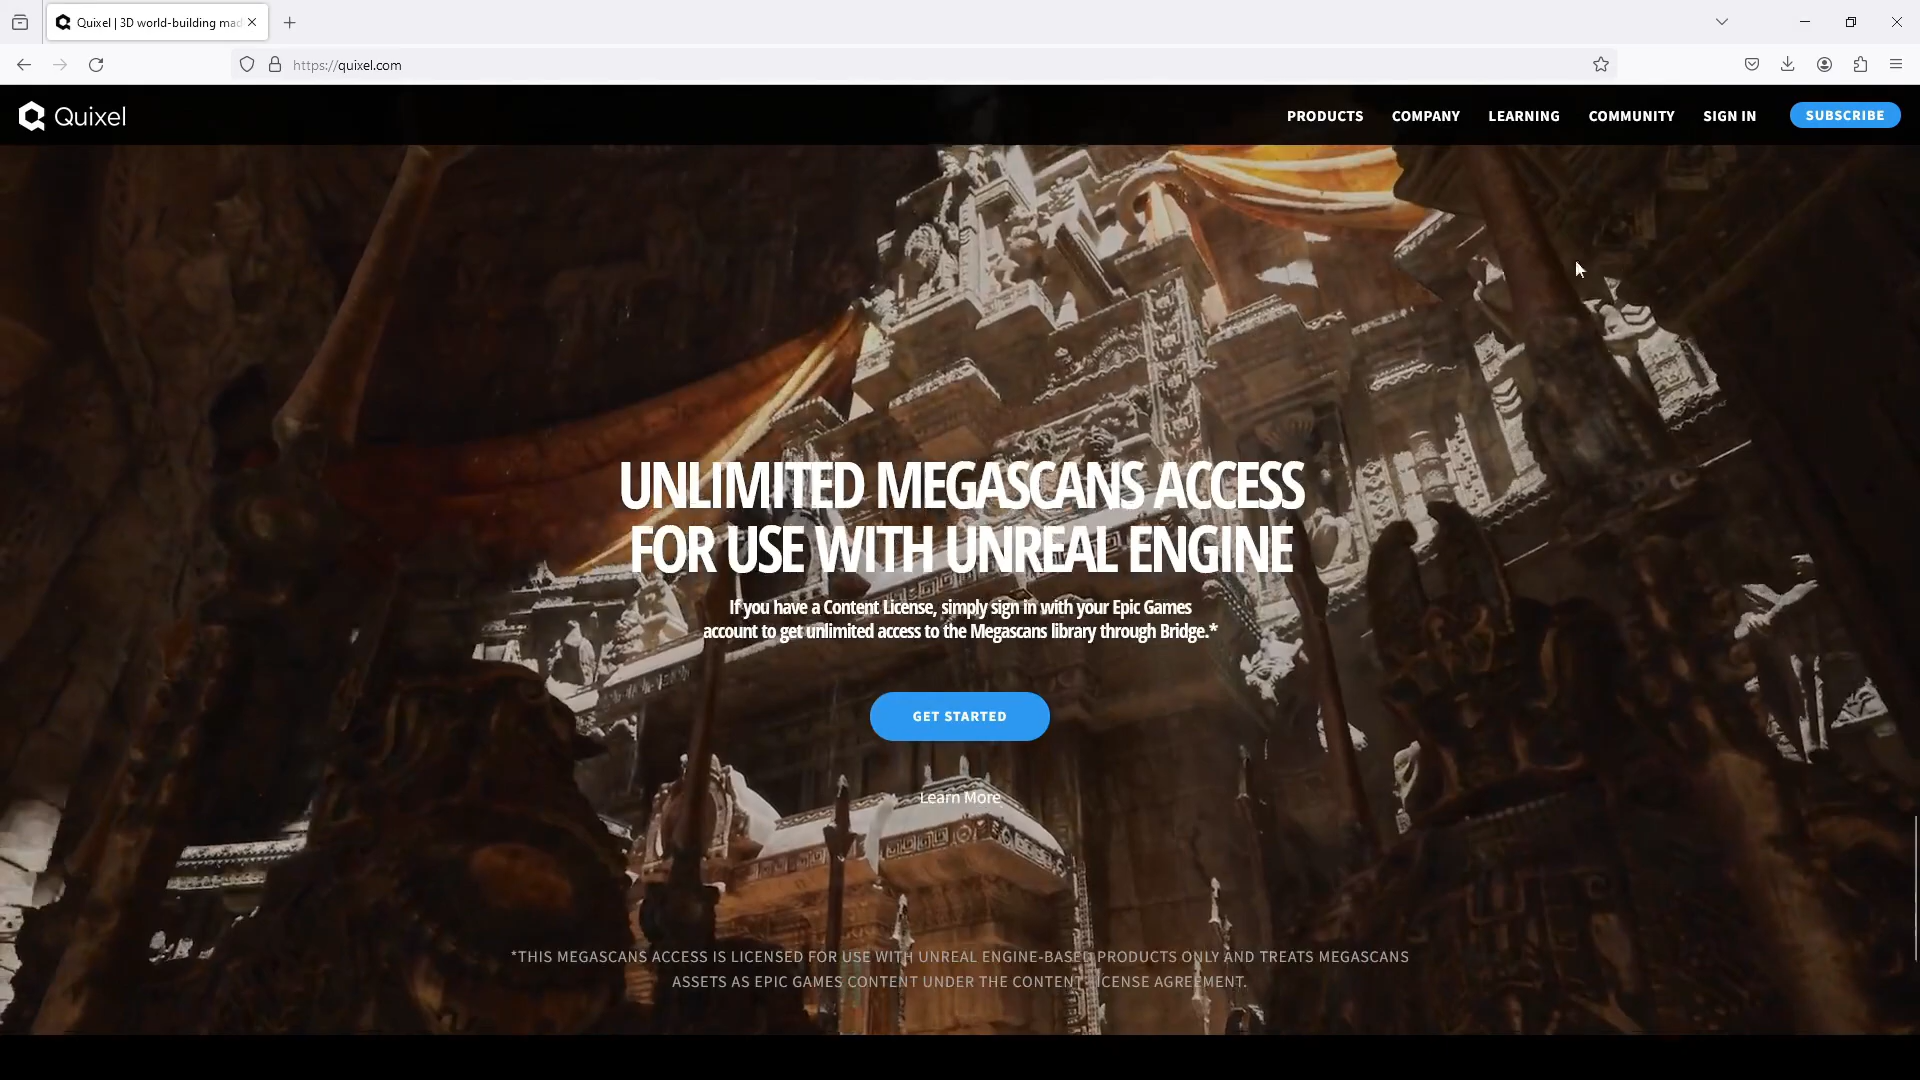 Quixel | 3D world-building mad
https://quixel.com
Quixel
PRODUCTS
COMPANY
LEARNING
COMMUNITY
SIGN IN
SUBSCRIBE
UNLIMITED MEGASCANS ACCESS
FOR USE WITH UNREAL ENGINE
If you have a Content License, simply sign in with your Epic Games
account to get unlimited access to the Megascans library through Bridge.*
GET STARTED
Learn More
*THIS MEGASCANS ACCESS IS LICENSED FOR USE WITH UNREAL ENGINE-BASED PRODUCTS ONLY AND TREATS MEGASCANS
ASSETS AS EPIC GAMES CONTENT UNDER THE CONTENT LICENSE AGREEMENT.